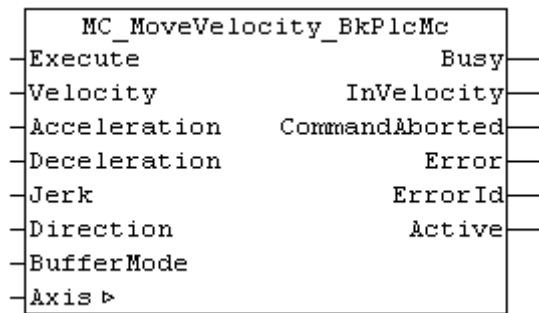 MC_MoveVelocity_BkPlcMc
Execute Busy
Velocity InVelocity
Acceleration CommandAborted
Deceleration Error
Jerk ErrorId
Direction Active
BufferMode
Axis ▷